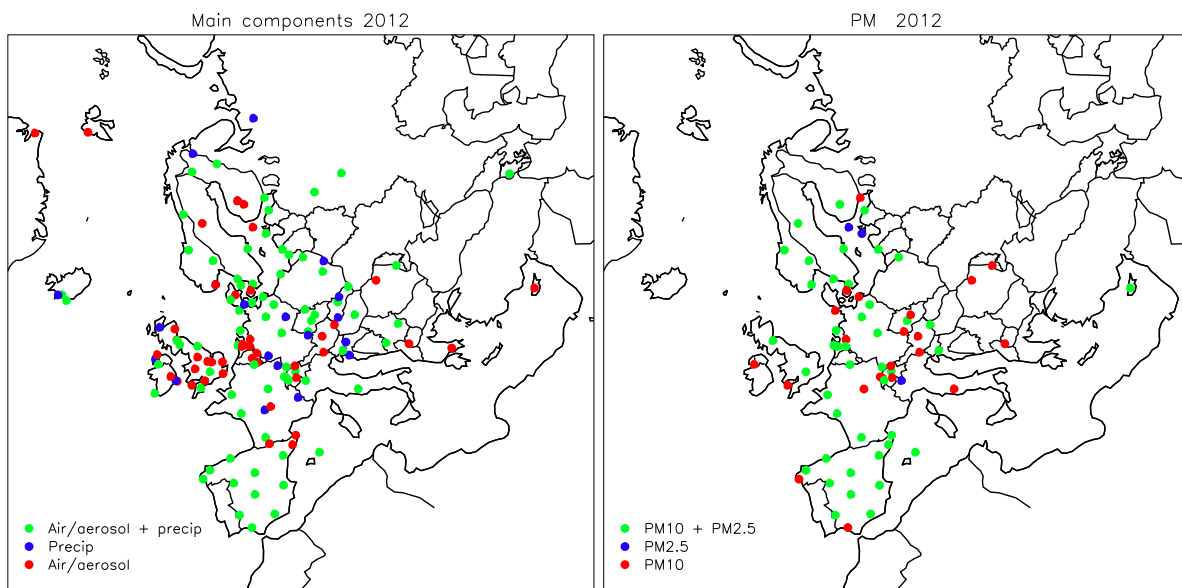 Main components 2012
Air/aerosol + precip
Precip
Air/aerosol
PM 2012
PM10 + PM2.5
PM2.5
PM10